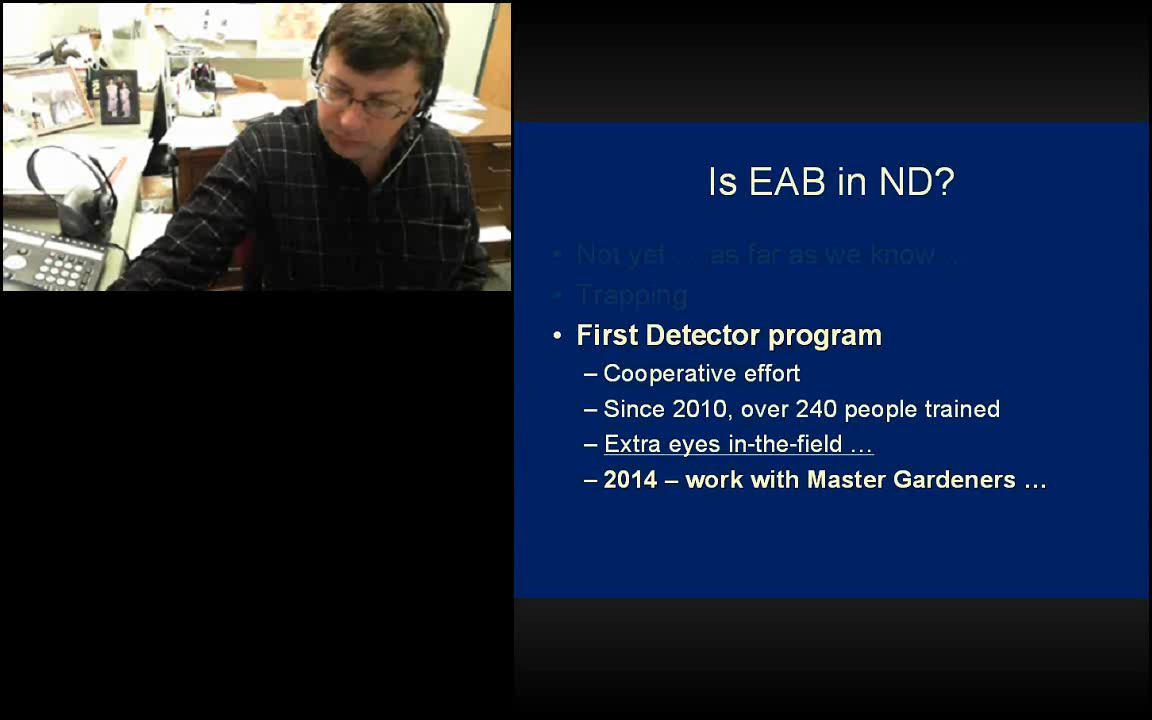 Is EAB in ND?
• Not yet … as far as we know …
• Trapping
• First Detector program
– Cooperative effort
– Since 2010, over 240 people trained
– Extra eyes in-the-field …
– 2014 – work with Master Gardeners …